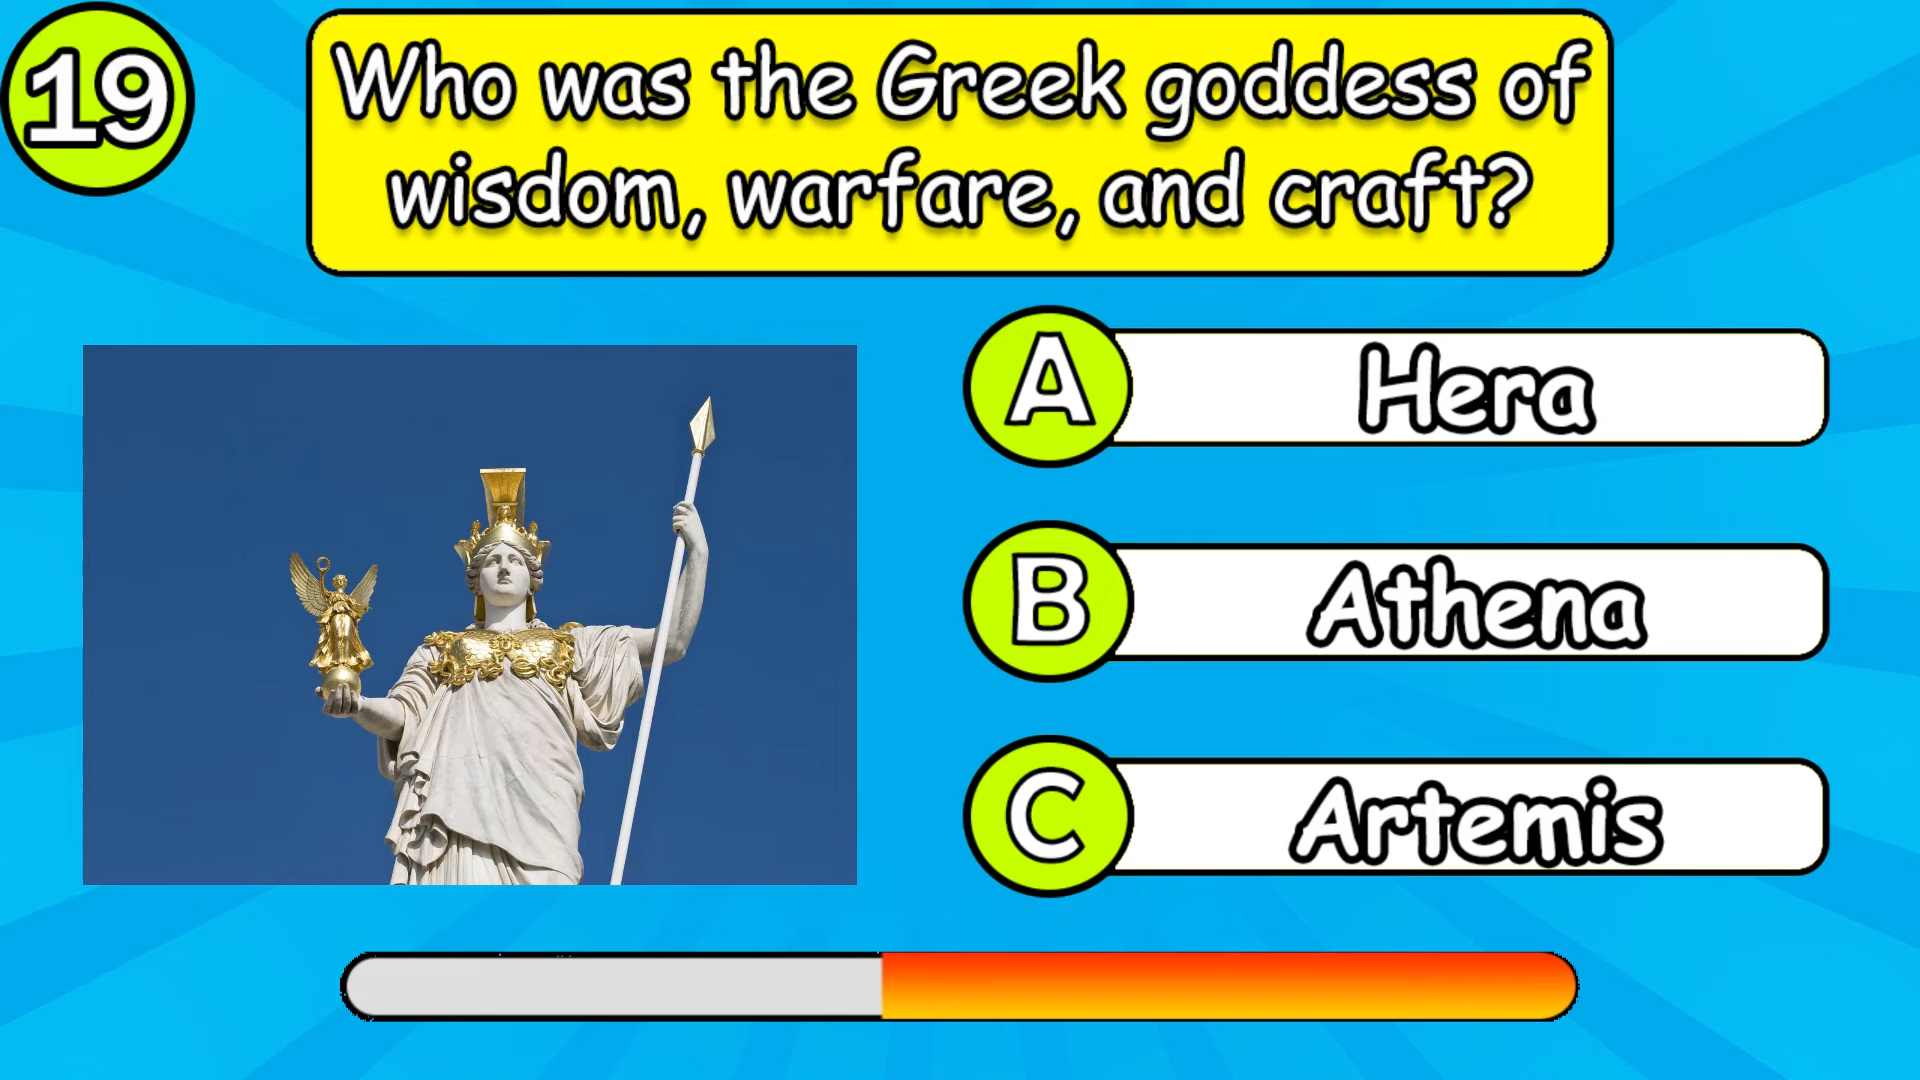 19
Who was the Greek goddess of
wisdom, warfare, and craft?
A Hera
B Athena
C Artemis